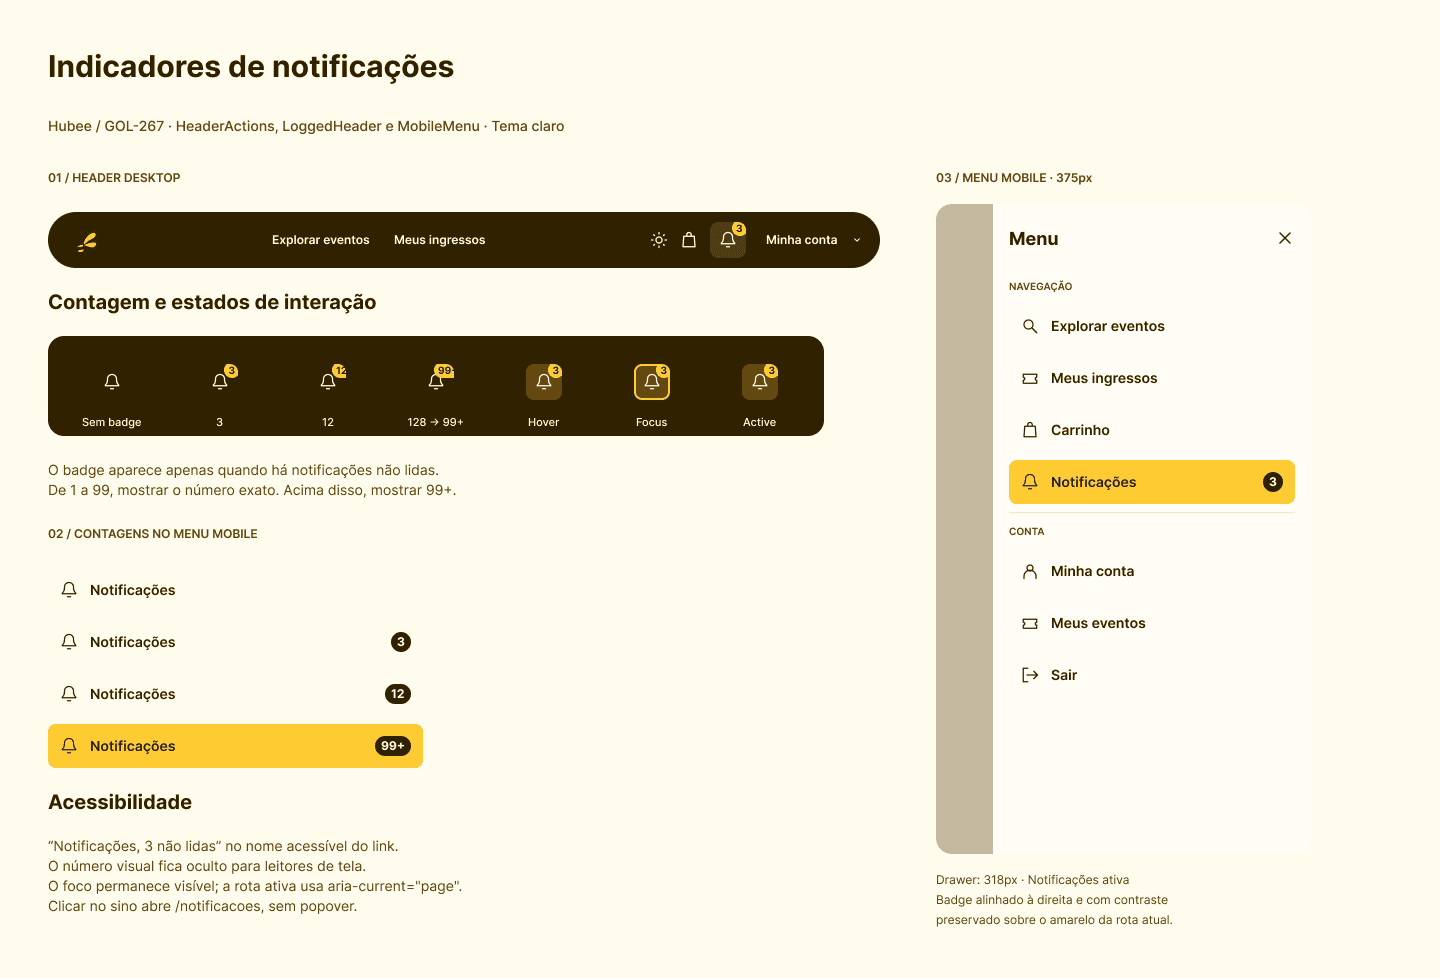 Indicadores de notificações
Hubee / GOL-267 · HeaderActions, LoggedHeader e MobileMenu · Tema claro
01 / HEADER DESKTOP
Explorar eventos
Meus ingressos
3
Minha conta
Contagem e estados de interação
3
12
99+
3
3
3
Sem badge
3
12
128 → 99+
Hover
Focus
Active
O badge aparece apenas quando há notificações não lidas.
De 1 a 99, mostrar o número exato. Acima disso, mostrar 99+.
02 / CONTAGENS NO MENU MOBILE
Notificações
Notificações 3
Notificações 12
Notificações 99+
Acessibilidade
“Notificações, 3 não lidas” no nome acessível do link.
O número visual fica oculto para leitores de tela.
O foco permanece visível; a rota ativa usa aria-current="page".
Clicar no sino abre /notificacoes, sem popover.
03 / MENU MOBILE · 375px
Menu
NAVEGAÇÃO
Explorar eventos
Meus ingressos
Carrinho
Notificações 3
CONTA
Minha conta
Meus eventos
Sair
Drawer: 318px · Notificações ativa
Badge alinhado à direita e com contraste
preservado sobre o amarelo da rota atual.